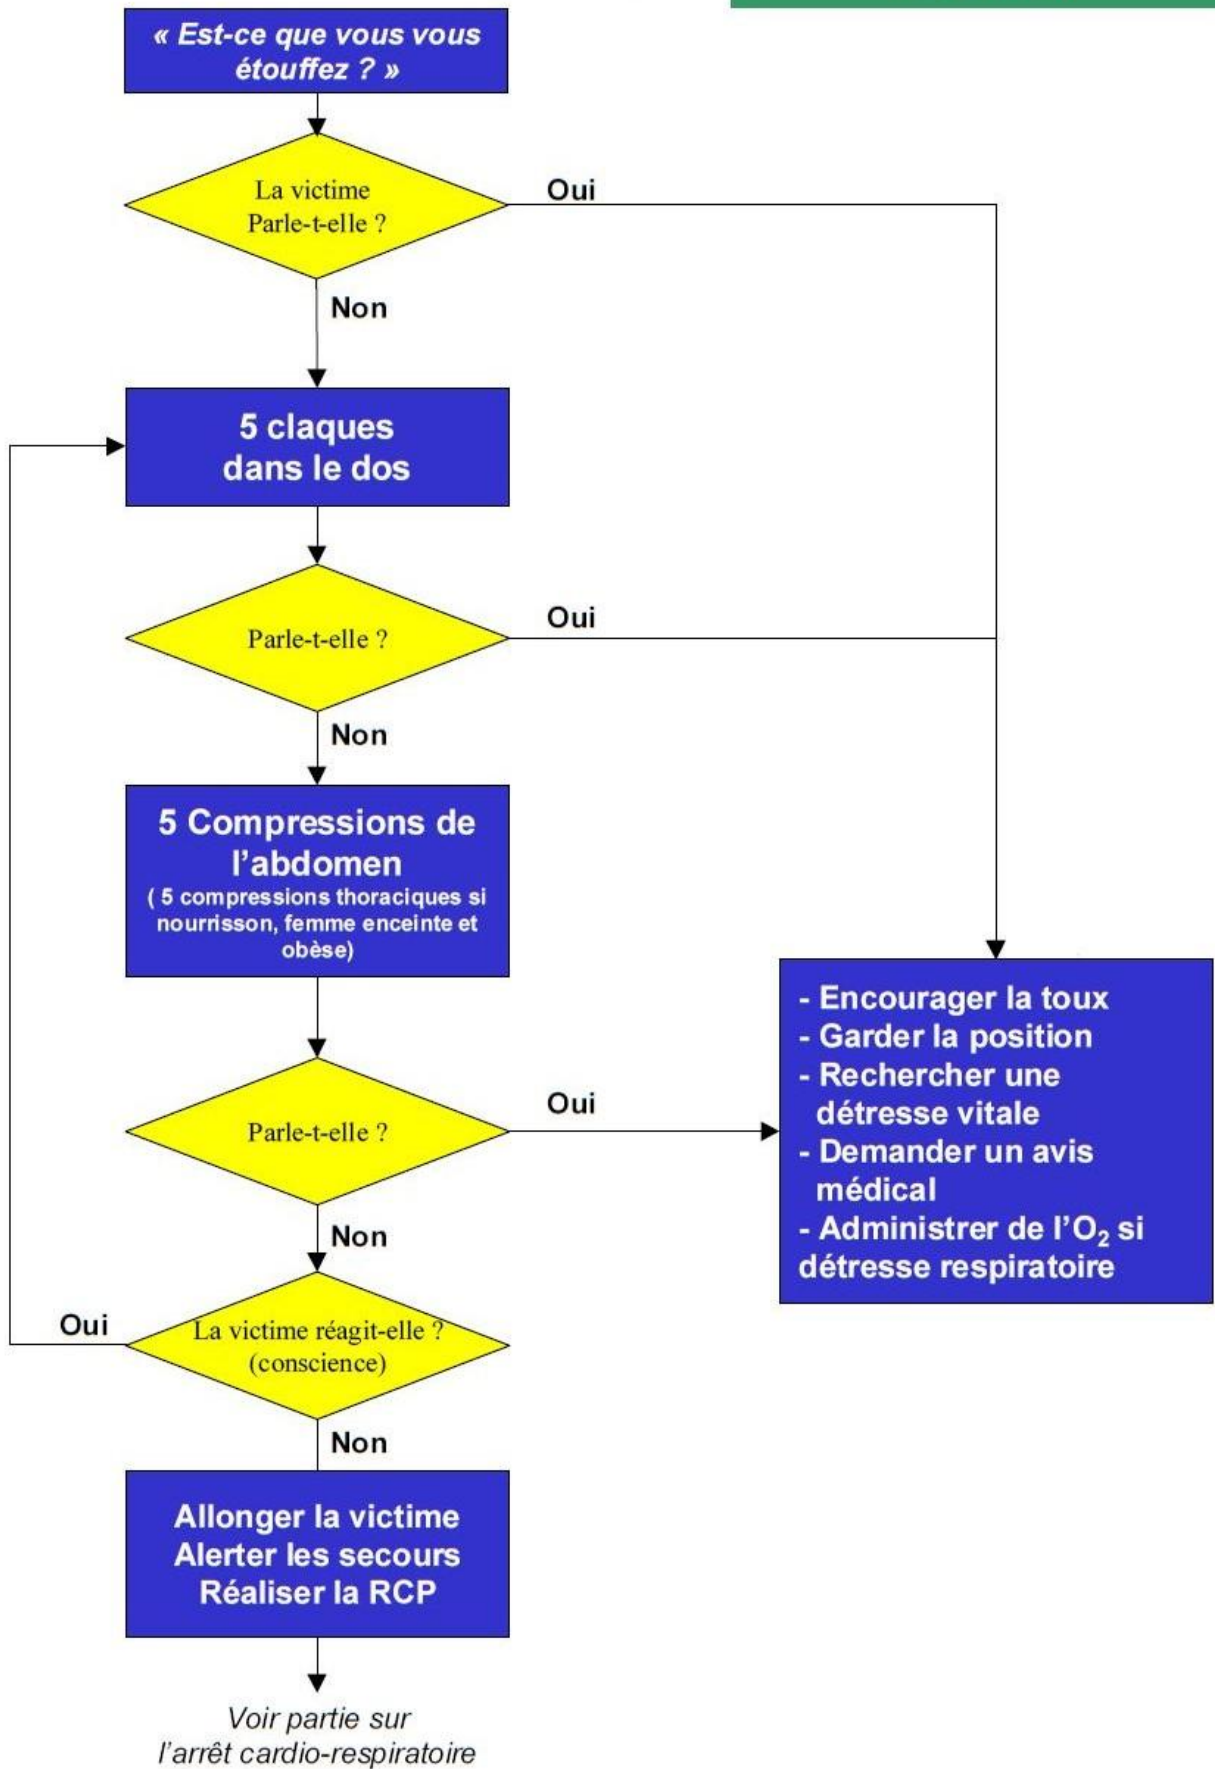 « Est-ce que vous vous
étouffez ? »
La victime
Parle-t-elle ?
Oui
Non
5 claques
dans le dos
Parle-t-elle ?
Oui
Non
5 Compressions de
l'abdomen
( 5 compressions thoraciques si
nourrisson, femme enceinte et
obèse)
- Encourager la toux
- Garder la position
- Rechercher une
détresse vitale
- Demander un avis
médical
- Administrer de l'O₂ si
détresse respiratoire
Parle-t-elle ?
Oui
Non
La victime réagit-elle ?
(conscience)
Oui
Non
Allonger la victime
Alerter les secours
Réaliser la RCP
Voir partie sur
l'arrêt cardio-respiratoire